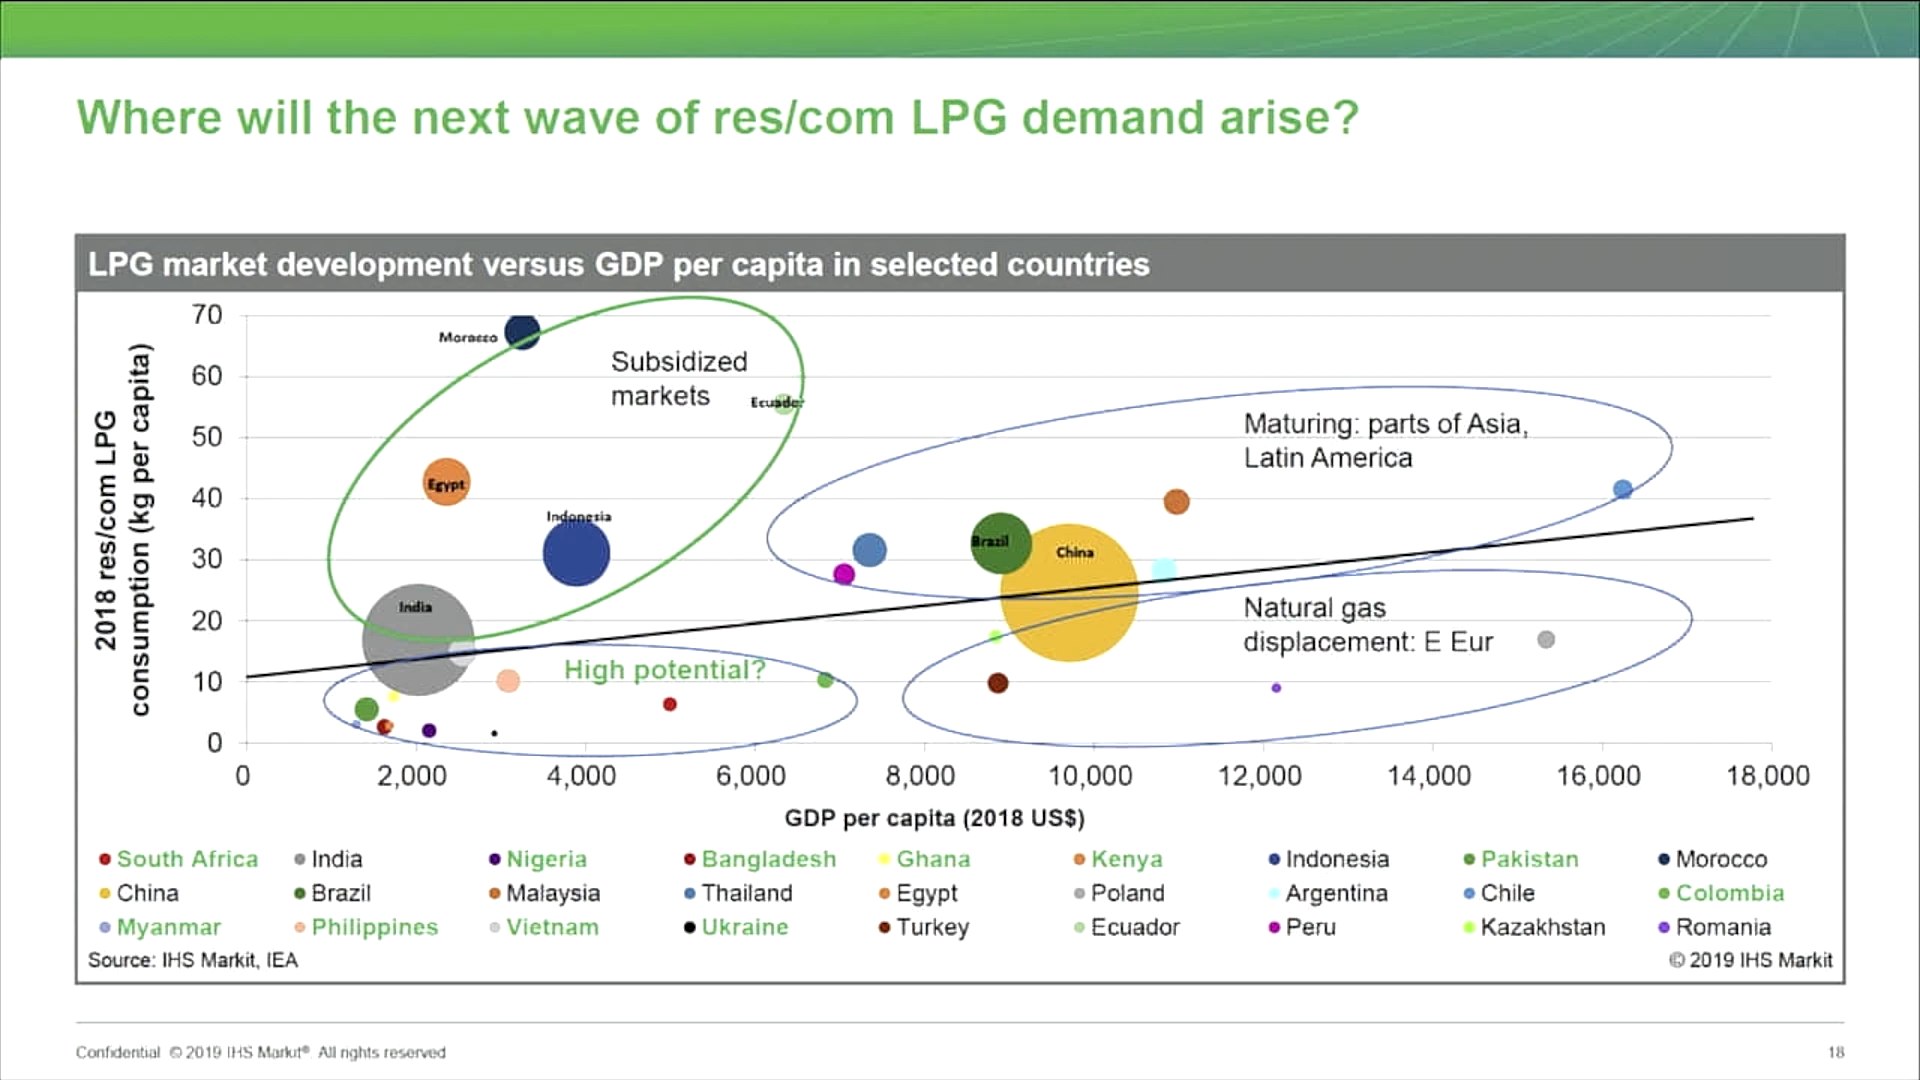 Where will the next wave of res/com LPG demand arise?
LPG market development versus GDP per capita in selected countries
2018 res/com LPG
consumption (kg per capita)
70
60
50
40
30
20
10
0
Morocco
Subsidized
markets
Ecuador
Egypt
Indonesia
India
Maturing: parts of Asia,
Latin America
Brazil
China
Natural gas
displacement: E Eur
High potential?
0 2,000 4,000 6,000 8,000 10,000 12,000 14,000 16,000 18,000
GDP per capita (2018 US$)
South Africa India Nigeria Bangladesh Ghana Kenya Indonesia Pakistan Morocco
China Brazil Malaysia Thailand Egypt Poland Argentina Chile Colombia
Myanmar Philippines Vietnam Ukraine Turkey Ecuador Peru Kazakhstan Romania
Source: IHS Markit, IEA © 2019 IHS Markit
Confidential © 2019 IHS Markit® All rights reserved 18